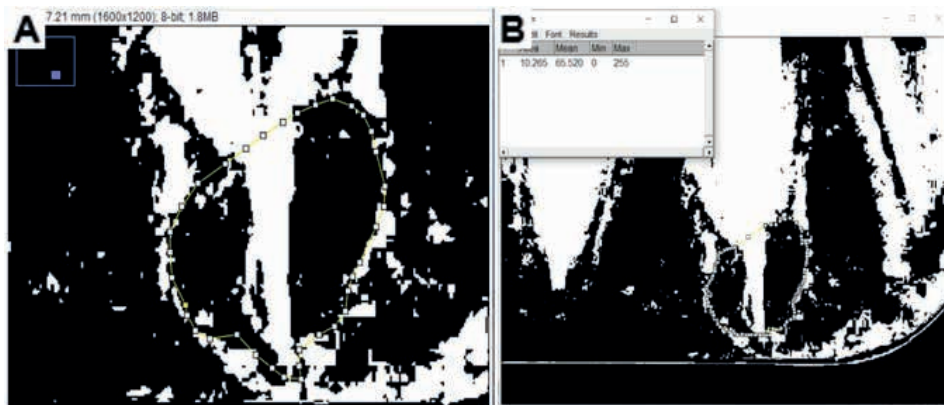 A
7.21 mm (1600x1200); 8-bit; 1.8MB
B
Font Results
Mean Min Max
1 10.265 65.520 0 255